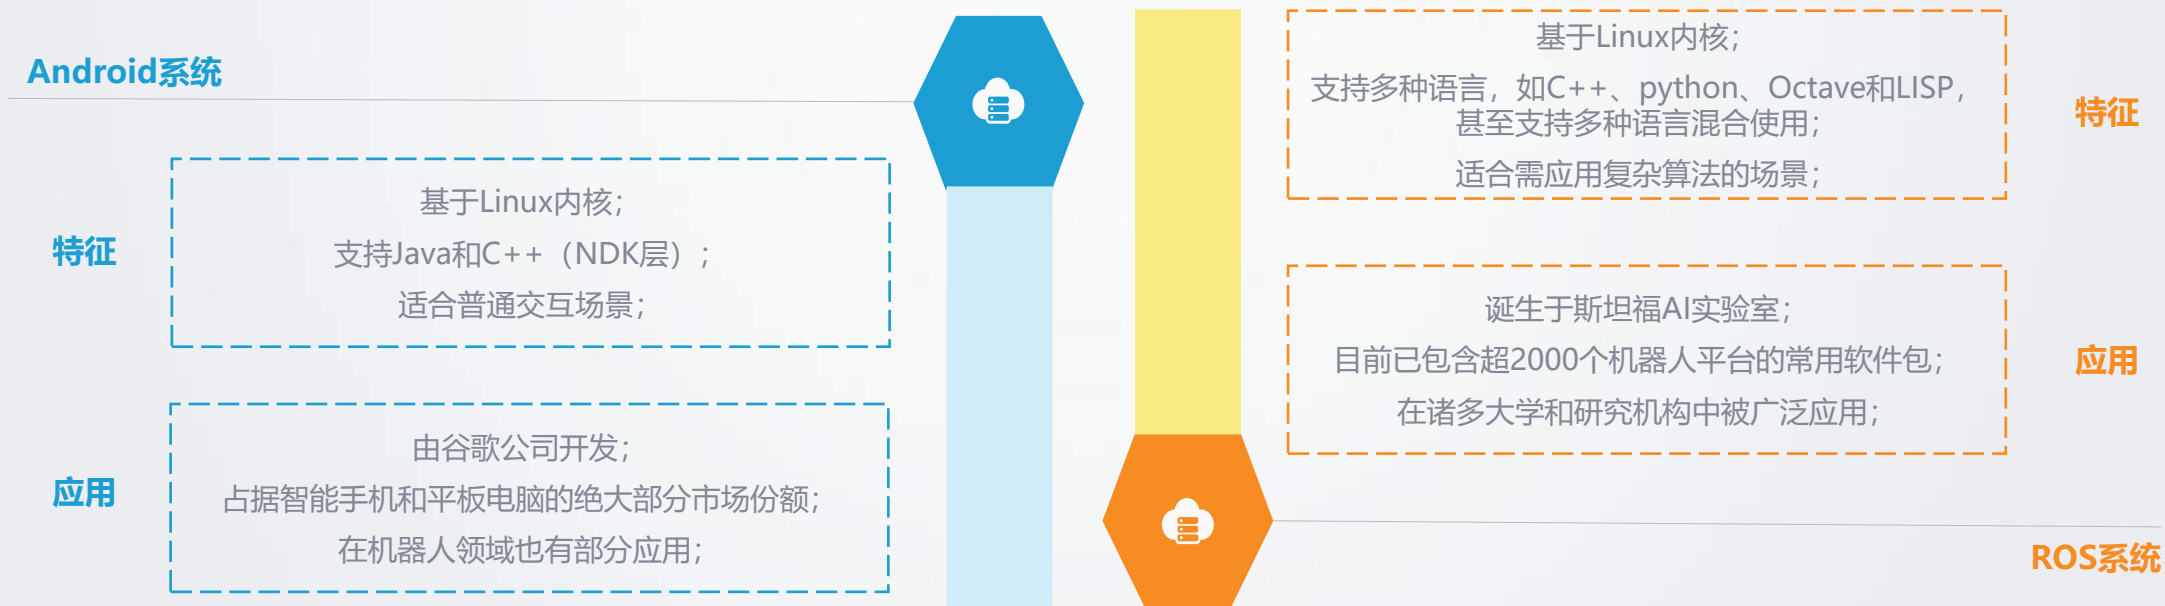 Android系统
特征
基于Linux内核；
支持Java和C++（NDK层）；
适合普通交互场景；
应用
由谷歌公司开发；
占据智能手机和平板电脑的绝大部分市场份额；
在机器人领域也有部分应用；
基于Linux内核；
支持多种语言，如C++、python、Octave和LISP，
甚至支持多种语言混合使用；
适合需应用复杂算法的场景；
特征
诞生于斯坦福AI实验室；
目前已包含超2000个机器人平台的常用软件包；
在诸多大学和研究机构中被广泛应用；
应用
ROS系统